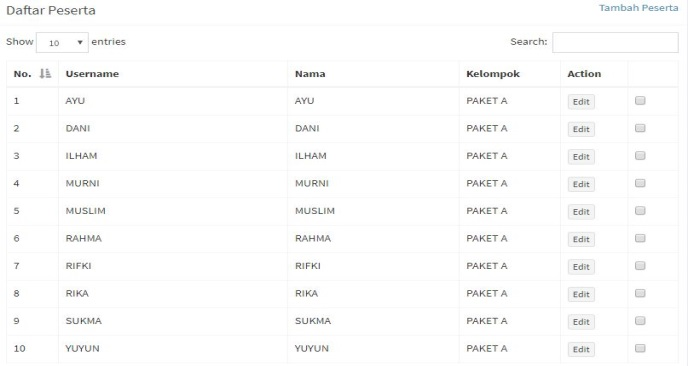 Daftar Peserta Tambah Peserta
Show 10 entries Search:
No. Username Nama Kelompok Action
1 AYU AYU PAKET A Edit
2 DANI DANI PAKET A Edit
3 ILHAM ILHAM PAKET A Edit
4 MURNI MURNI PAKET A Edit
5 MUSLIM MUSLIM PAKET A Edit
6 RAHMA RAHMA PAKET A Edit
7 RIFKI RIFKI PAKET A Edit
8 RIKA RIKA PAKET A Edit
9 SUKMA SUKMA PAKET A Edit
10 YUYUN YUYUN PAKET A Edit